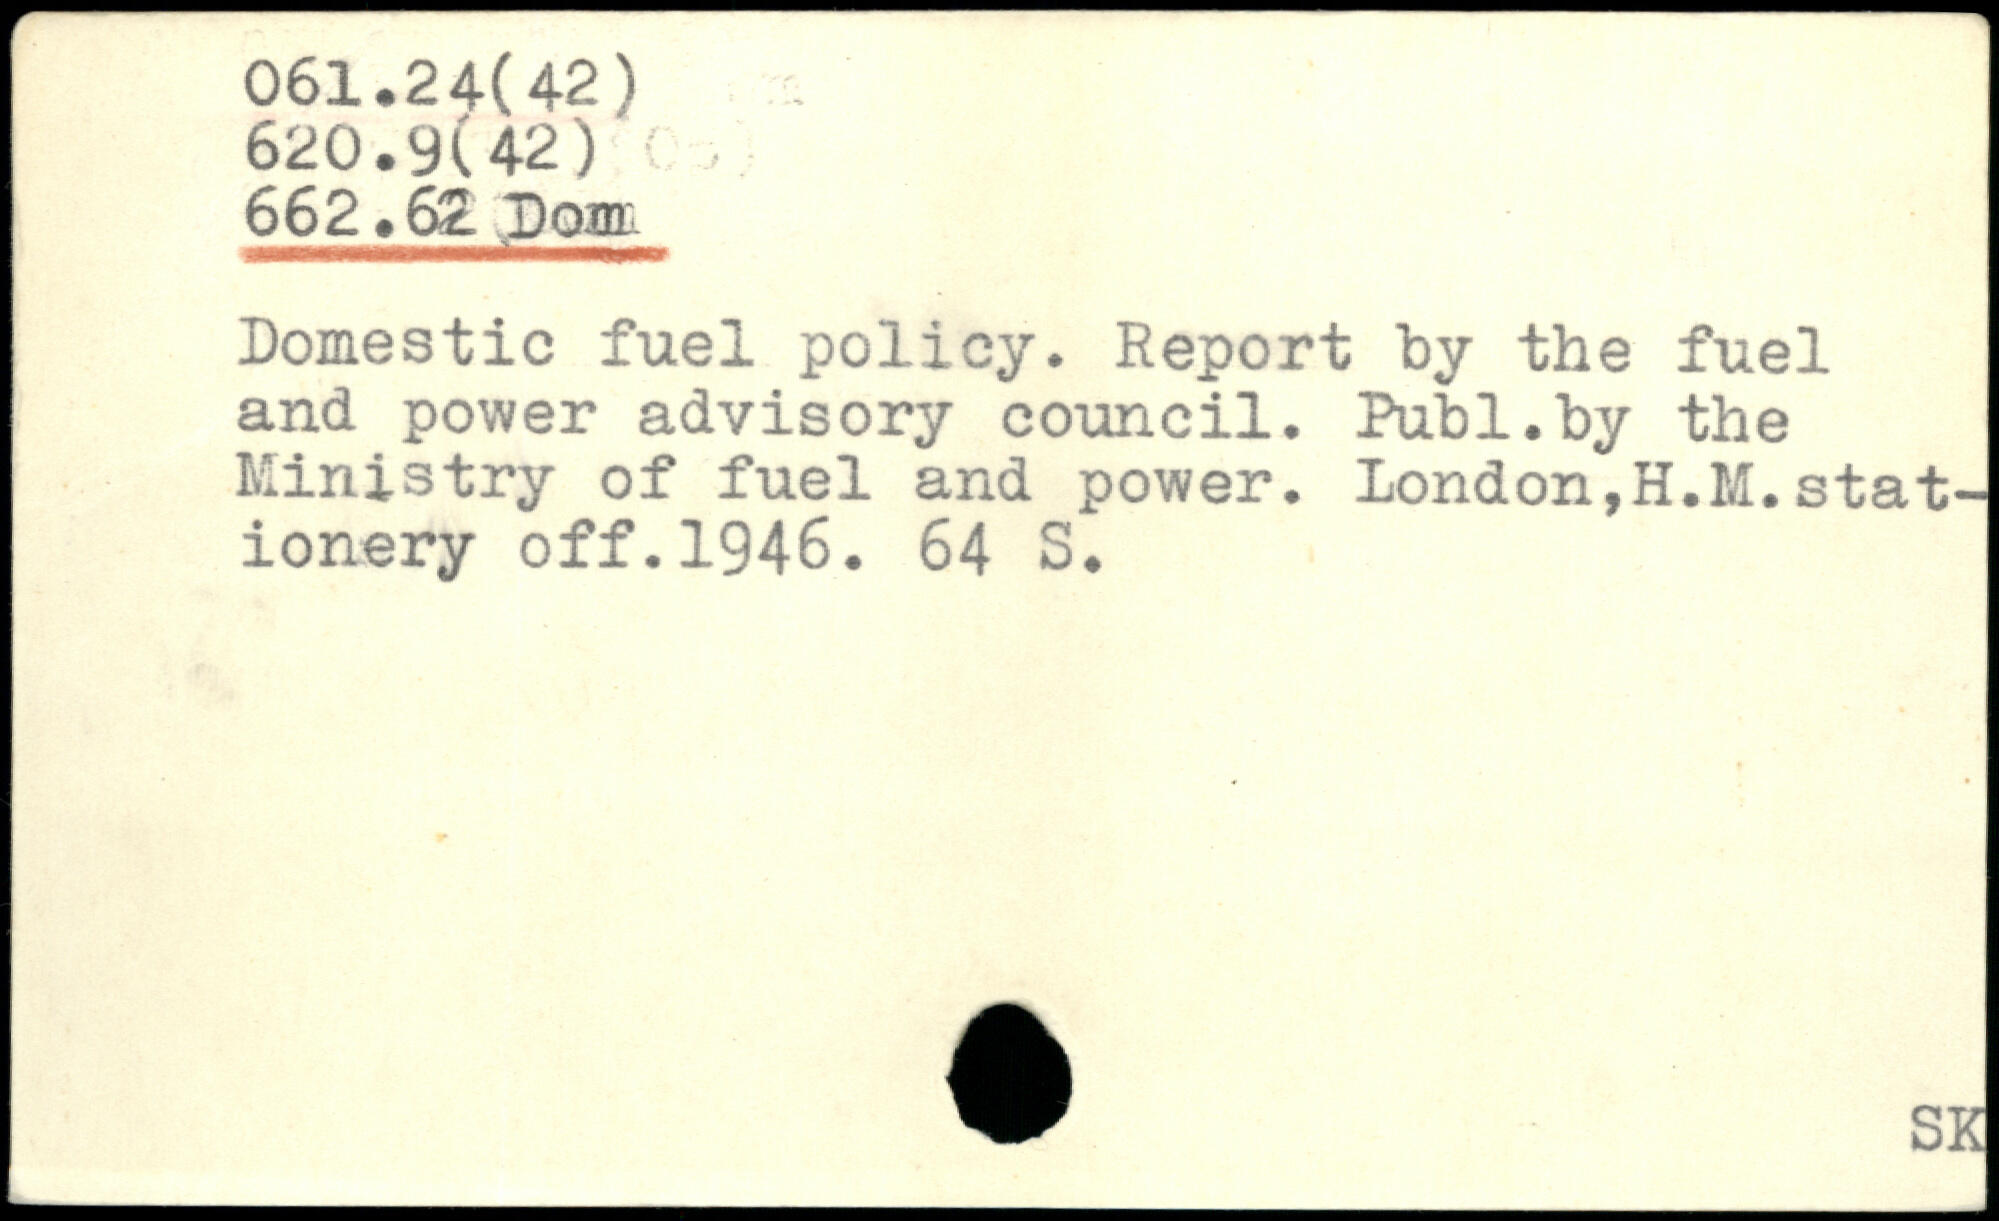 061.24(42)
620.9(42)
662.62 Dom
Domestic fuel policy. Report by the fuel
and power advisory council. Publ.by the
Ministry of fuel and power. London,H.M.stat-
ionery off.1946. 64 S.
SK